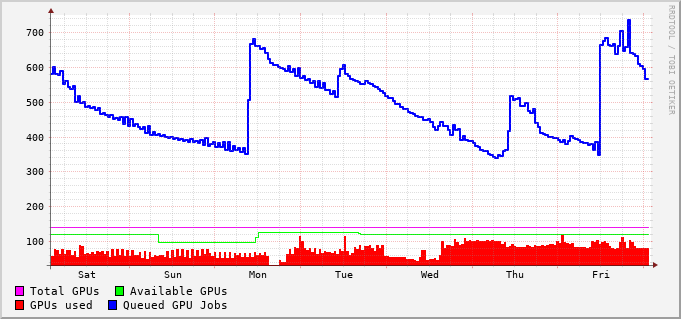 RRDTOOL / TOBI OETIKER
700
600
500
400
300
200
100
Sat Sun Mon Tue Wed Thu Fri
Total GPUs Available GPUs
GPUs used Queued GPU Jobs